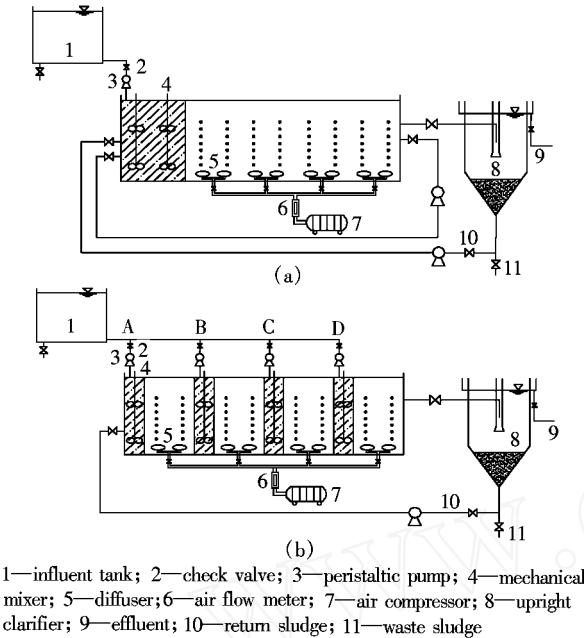 1
2
3
4
5
6
7
8
9
10
11
(a)
1
A
B
C
D
2
3
4
5
6
7
8
9
10
11
(b)
1—influent tank; 2—check valve; 3—peristaltic pump; 4—mechanical
mixer; 5—diffuser; 6—air flow meter; 7—air compressor; 8—upright
clarifier; 9—effluent; 10—return sludge; 11—waste sludge